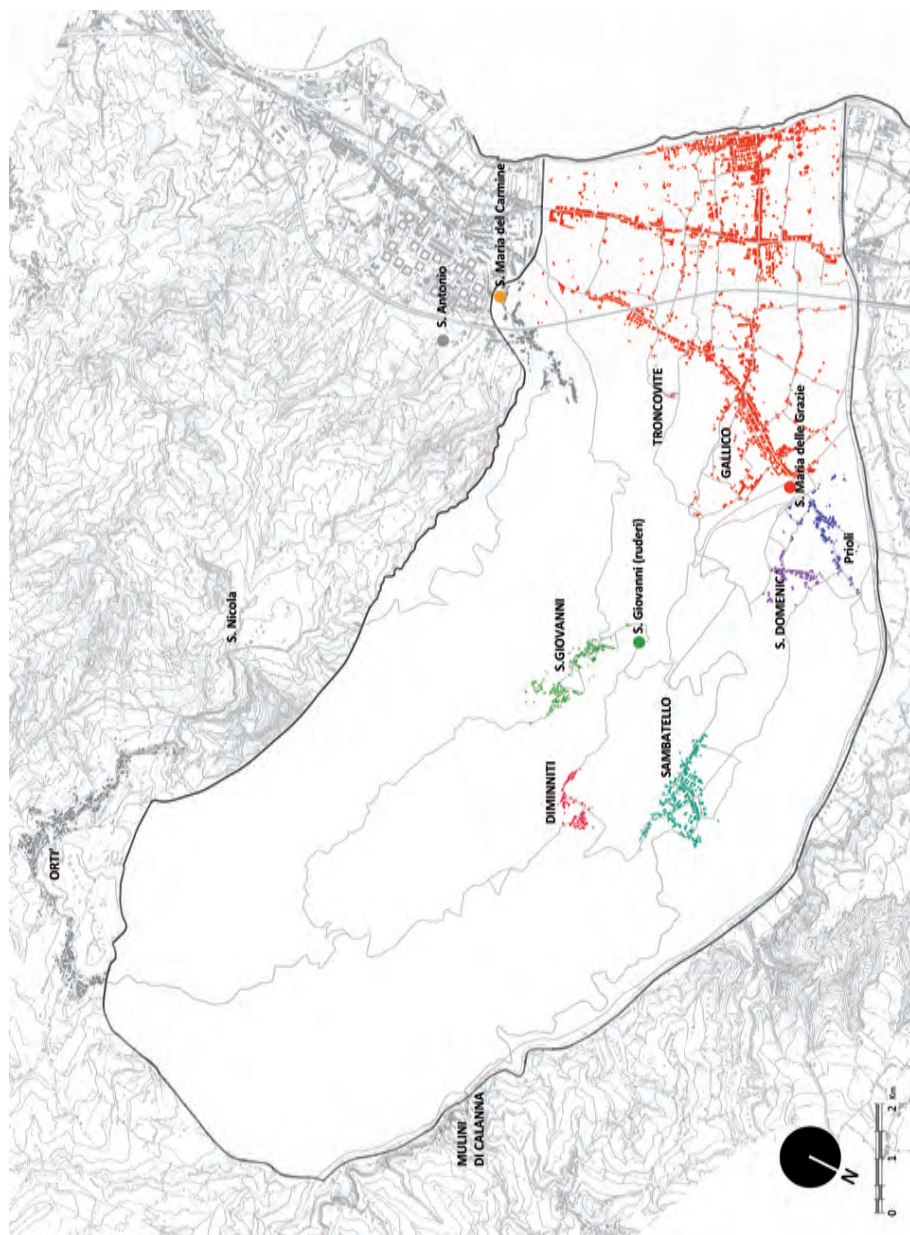 S. Maria del Carmine
S. Antonio
TRONCOVITE
GALLICO
S. Maria delle Grazie
S. Nicola
S.GIOVANNI
S. Giovanni (ruderi)
S. DOMENICA
Prioli
ORTI'
DIMINNITI
SAMBATELLO
MULINI
DI CALANNA
N
0 1 2 Km